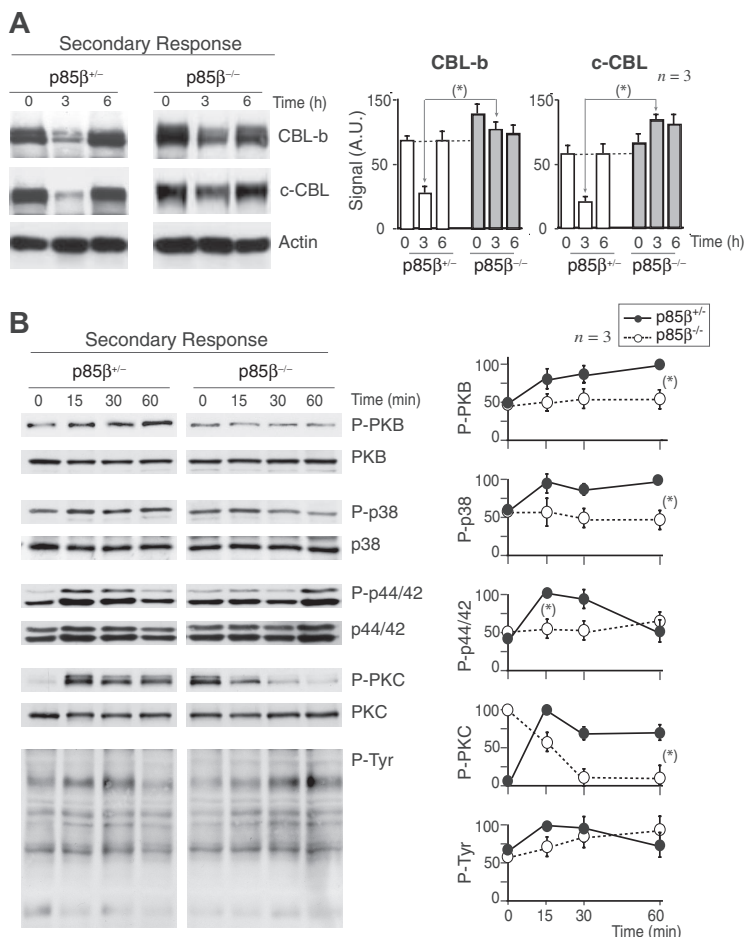 A
Secondary Response
p85β+/– p85β–/–
0 3 6 0 3 6 Time (h)
CBL-b
c-CBL
Actin
CBL-b c-CBL n = 3
(*) (*)
Signal (A.U.)
150 150
50 50
0 0
0 3 6 0 3 6 0 3 6 0 3 6 Time (h)
p85β+/– p85β–/– p85β+/– p85β–/–
B
Secondary Response
p85β+/– p85β–/–
0 15 30 60 0 15 30 60 Time (min)
P-PKB
PKB
P-p38
p38
P-p44/42
p44/42
P-PKC
PKC
P-Tyr
n = 3
p85β+/-
p85β-/-
P-PKB
100
50
0
(*)
P-p38
100
50
0
(*)
P-p44/42
100
50
0
(*)
P-PKC
100
50
0
(*)
P-Tyr
100
50
0 15 30 60
Time (min)